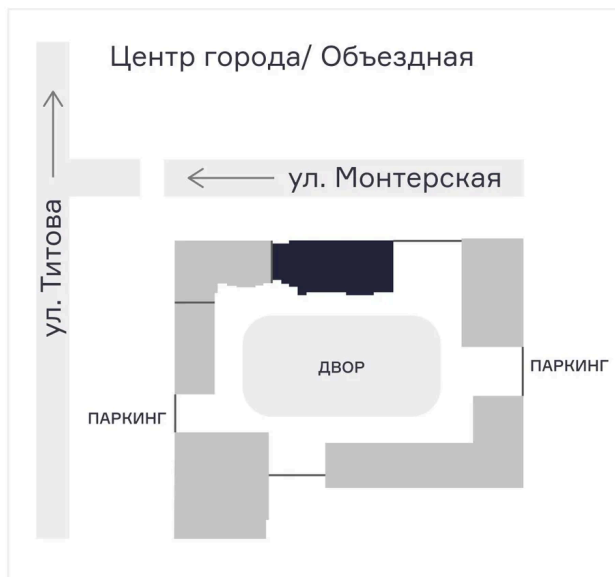 Центр города/ Объездная
ул. Монтерская
ул. Титова
ДВОР
ПАРКИНГ
ПАРКИНГ